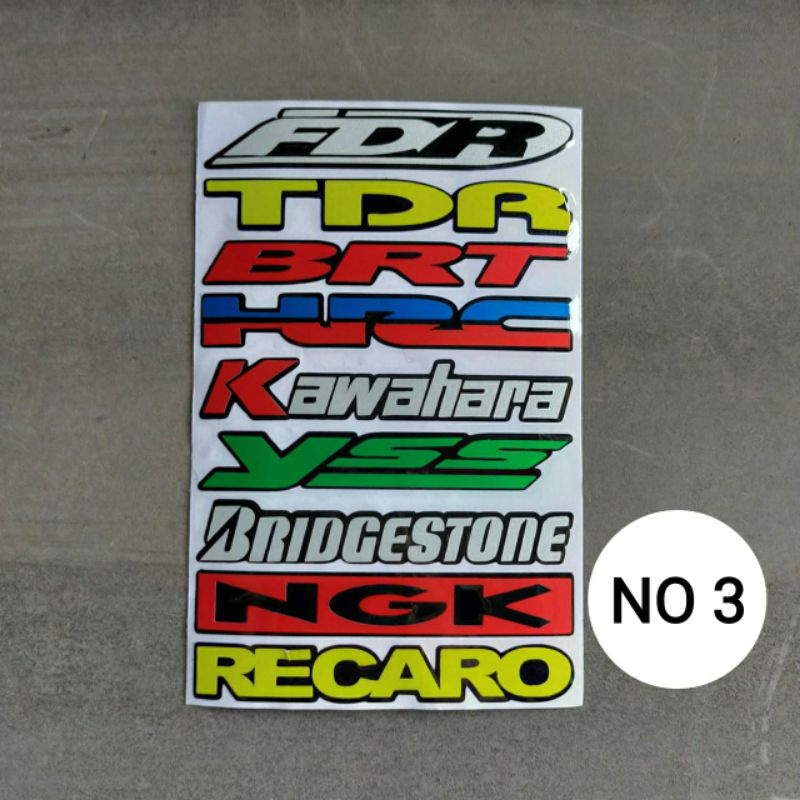 FDR
TDR
BRT
HRC
Kawahara
YSS
BRIDGESTONE
NGK
RECARO
NO 3